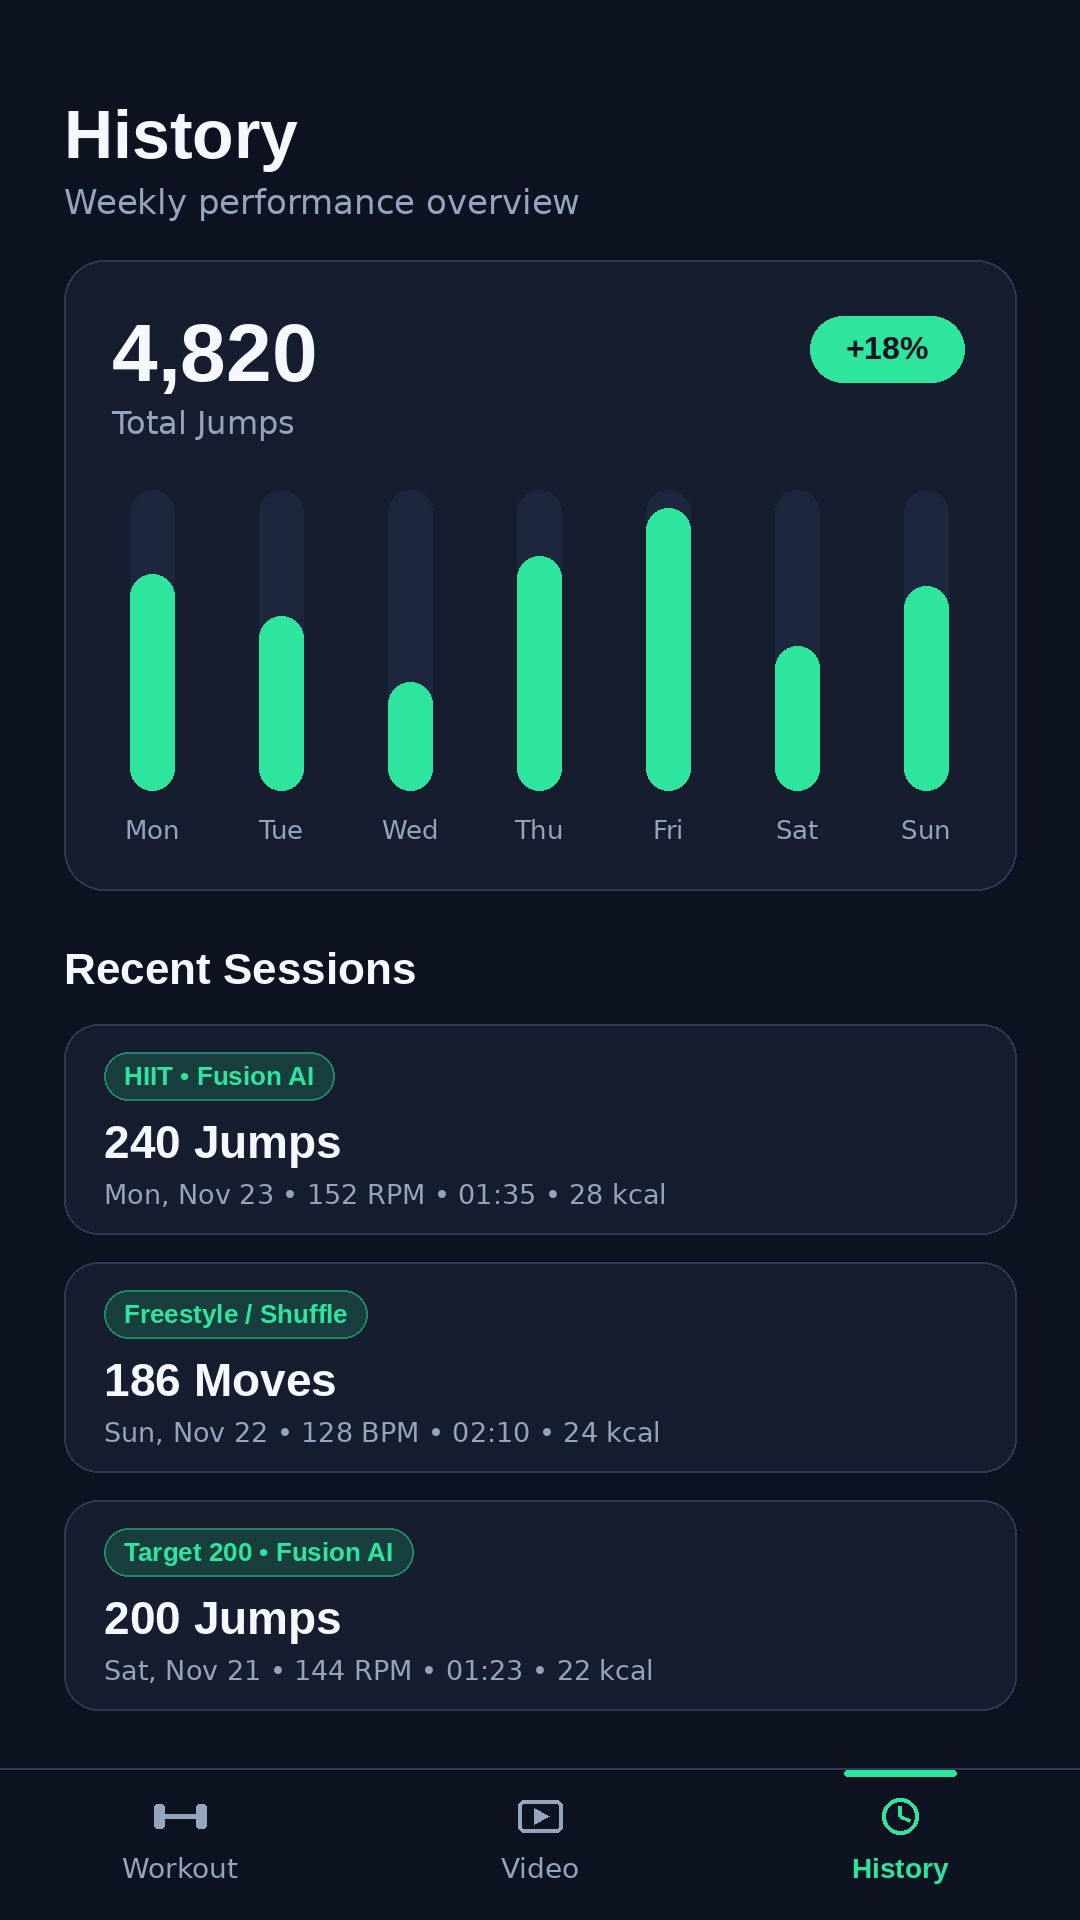 History
Weekly performance overview
4,820
+18%
Total Jumps
Mon Tue Wed Thu Fri Sat Sun
Recent Sessions
HIIT • Fusion AI
240 Jumps
Mon, Nov 23 • 152 RPM • 01:35 • 28 kcal
Freestyle / Shuffle
186 Moves
Sun, Nov 22 • 128 BPM • 02:10 • 24 kcal
Target 200 • Fusion AI
200 Jumps
Sat, Nov 21 • 144 RPM • 01:23 • 22 kcal
Workout Video History